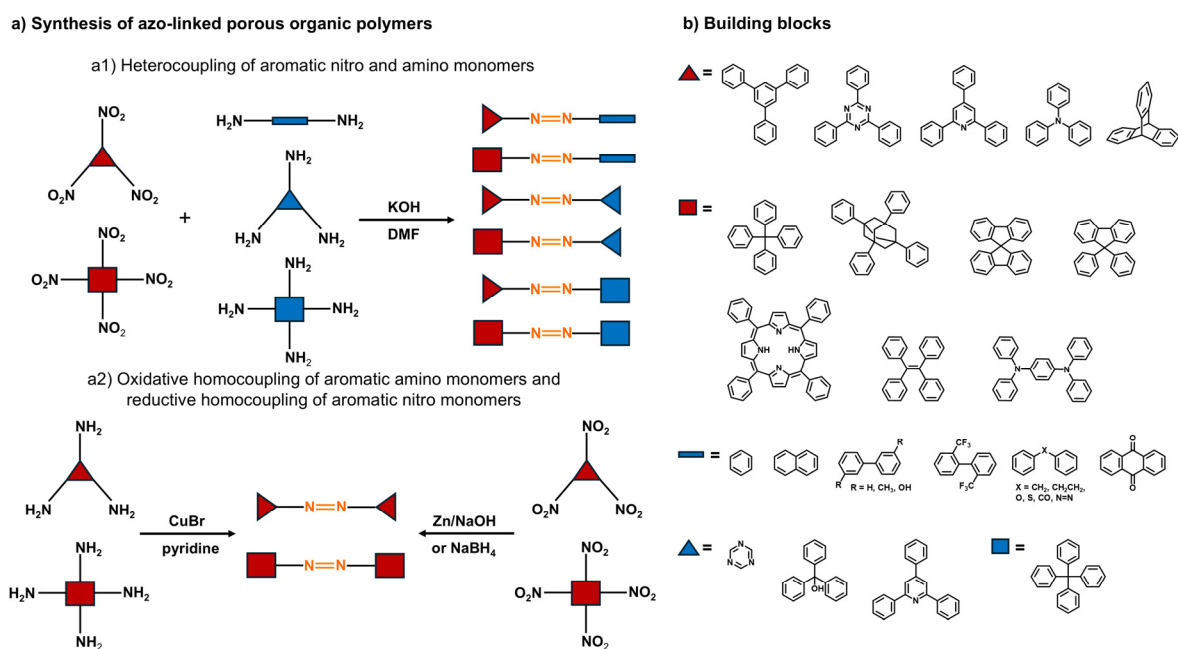 a) Synthesis of azo-linked porous organic polymers
a1) Heterocoupling of aromatic nitro and amino monomers
NO2
O2N
NO2
NO2
O2N
NO2
NO2
+
H2N
NH2
NH2
H2N
NH2
NH2
H2N
NH2
NH2
KOH
DMF
N=N
N=N
N=N
N=N
N=N
N=N
a2) Oxidative homocoupling of aromatic amino monomers and
reductive homocoupling of aromatic nitro monomers
NH2
H2N
NH2
NH2
H2N
NH2
NH2
CuBr
pyridine
N=N
N=N
Zn/NaOH
or NaBH4
NO2
O2N
NO2
NO2
O2N
NO2
NO2
b) Building blocks
=
N
N
N
N
N
=
N
NH
HN
N
N
N
=
R
R
R = H, CH3, OH
CF3
F3C
X
X = CH2, CH2CH2,
O, S, CO, N=N
O
O
=
N
N
N
OH
N
=